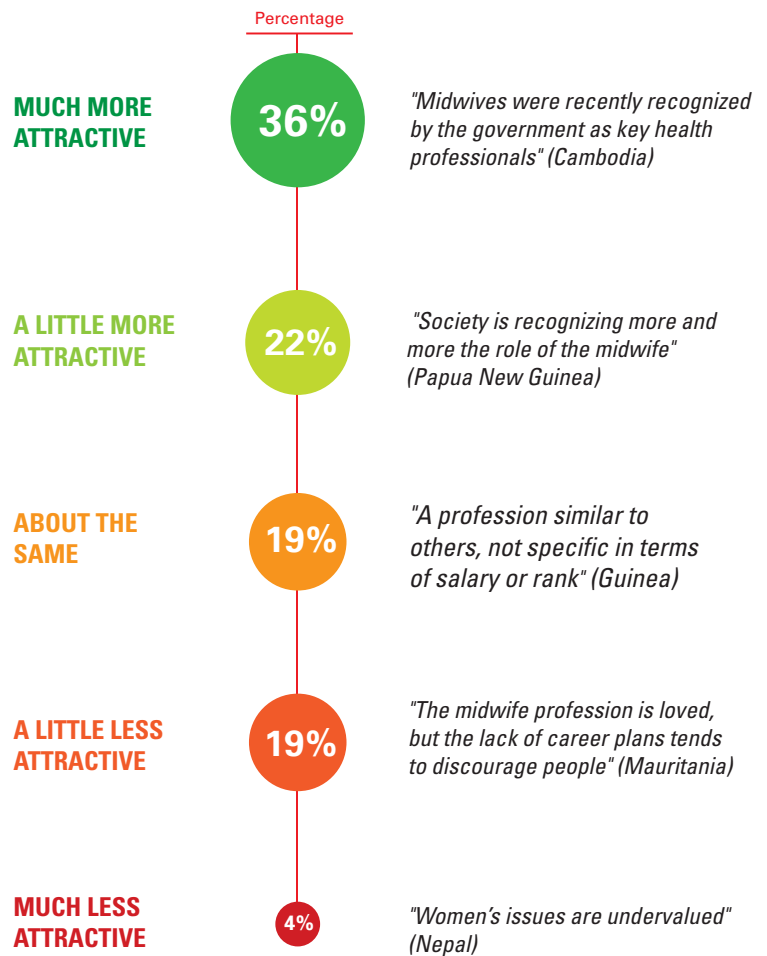 Percentage
MUCH MORE
ATTRACTIVE
36%
"Midwives were recently recognized
by the government as key health
professionals" (Cambodia)
A LITTLE MORE
ATTRACTIVE
22%
"Society is recognizing more and
more the role of the midwife"
(Papua New Guinea)
ABOUT THE
SAME
19%
"A profession similar to
others, not specific in terms
of salary or rank" (Guinea)
A LITTLE LESS
ATTRACTIVE
19%
"The midwife profession is loved,
but the lack of career plans tends
to discourage people" (Mauritania)
MUCH LESS
ATTRACTIVE
4%
"Women’s issues are undervalued"
(Nepal)